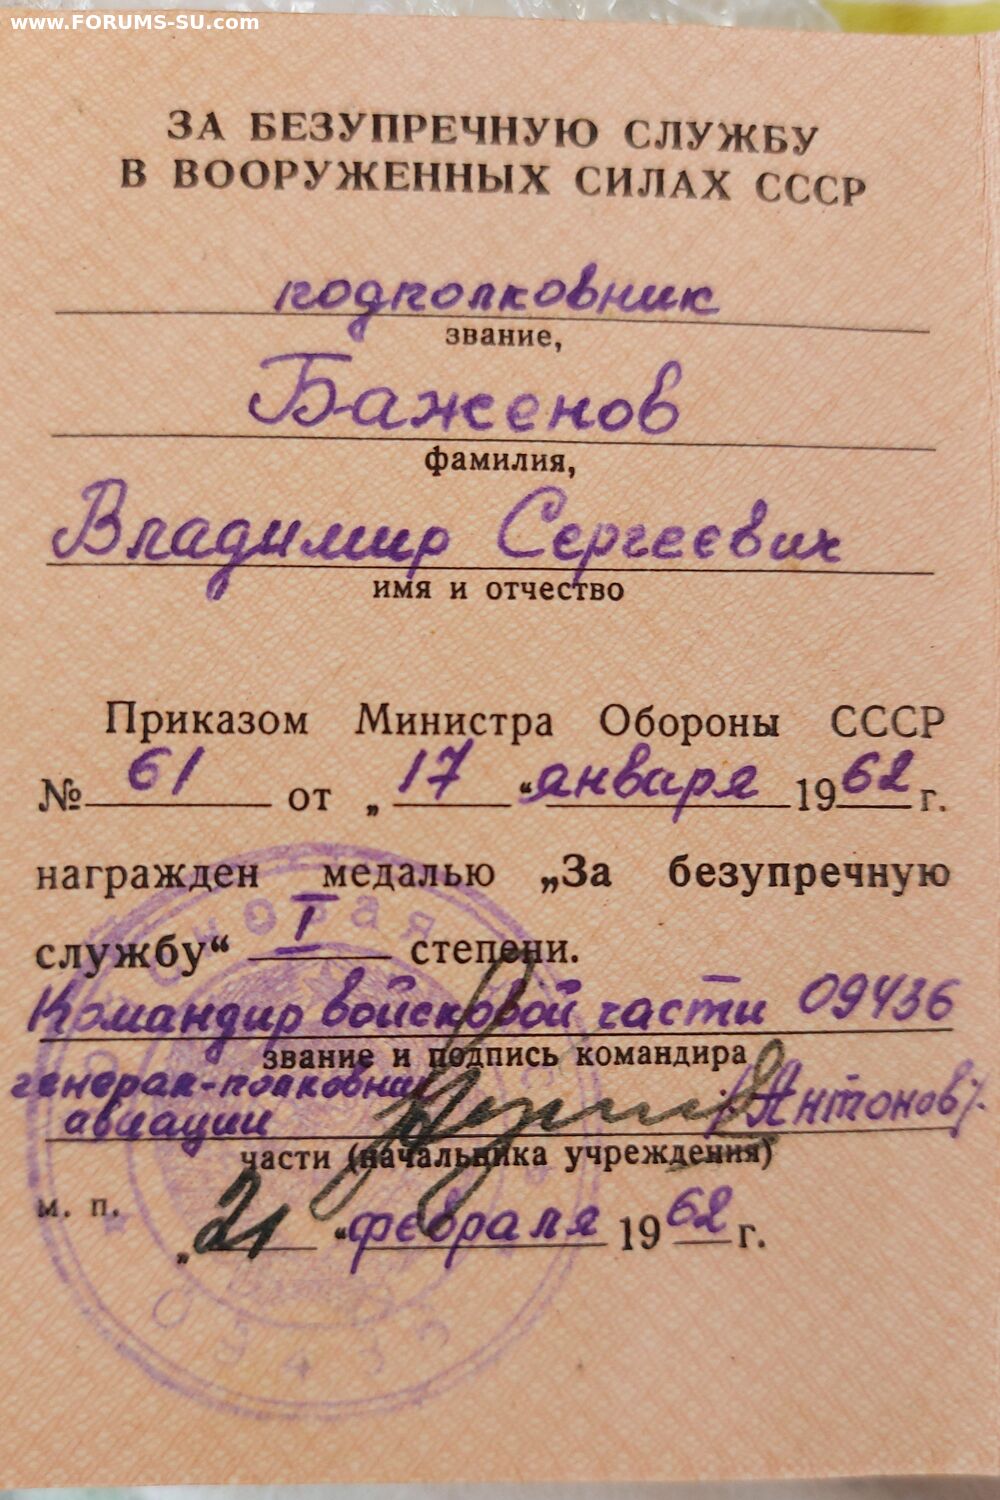 www.FORUMS-SU.com
ЗА БЕЗУПРЕЧНУЮ СЛУЖБУ
В ВООРУЖЕННЫХ СИЛАХ СССР
подполковник
звание,
Баженов
фамилия,
Владимир Сергеевич
имя и отчество
Приказом Министра Обороны СССР
№ 61 от „ 17 “ января 1962 г.
награжден медалью „За безупречную
службу“ I степени.
Командир войсковой части 09436
звание и подпись командира
генерал-полковник
авиации /Антонов/.
части (начальника учреждения)
м. п.
„ 21 “ февраля 1962 г.